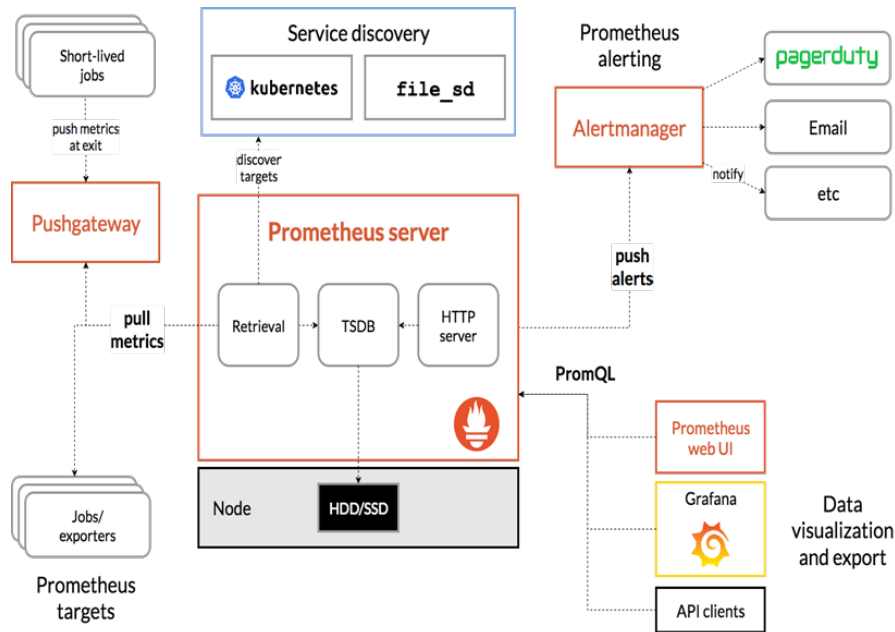 Short-lived
jobs
push metrics
at exit
Pushgateway
pull
metrics
Jobs/
exporters
Prometheus
targets
Service discovery
kubernetes
file_sd
discover
targets
Prometheus server
Retrieval
TSDB
HTTP
server
Node
HDD/SSD
Prometheus
alerting
Alertmanager
pagerduty
Email
notify
etc
push
alerts
PromQL
Prometheus
web UI
Grafana
API clients
Data
visualization
and export